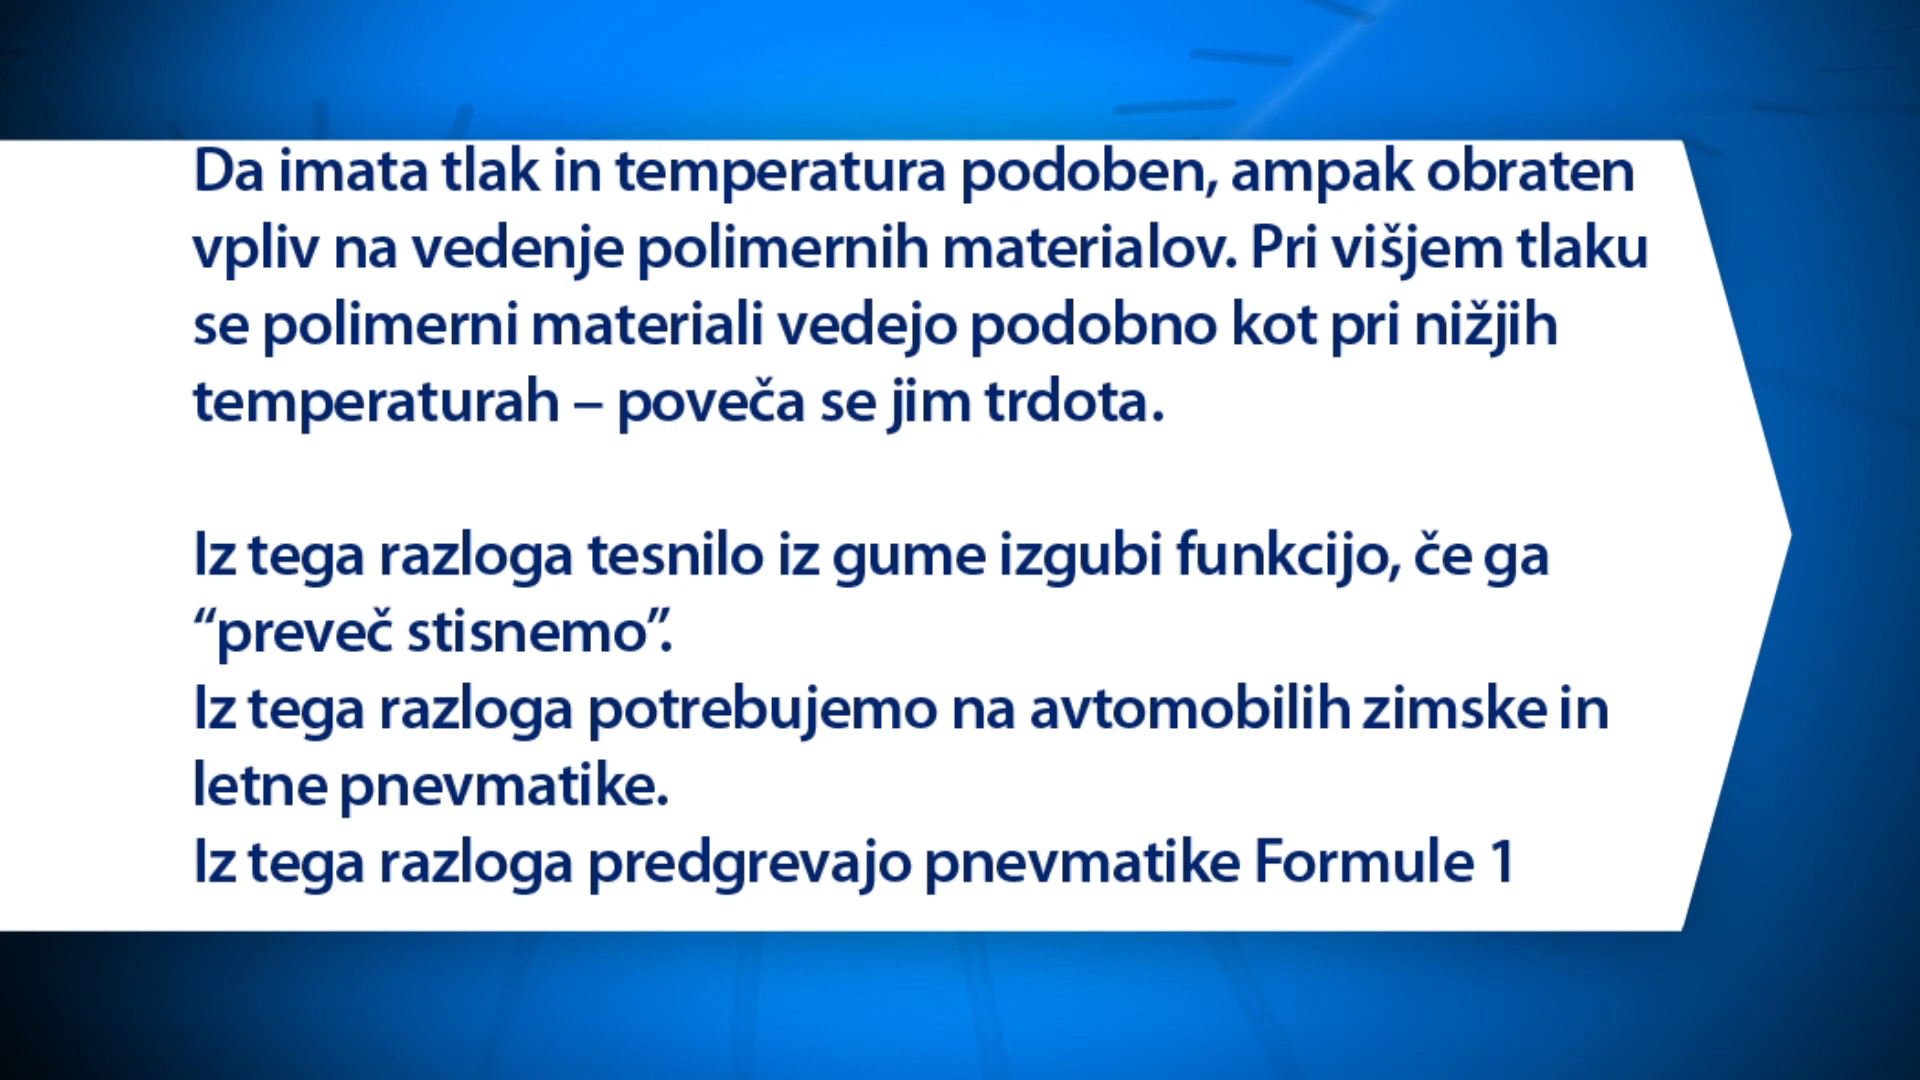 Da imata tlak in temperatura podoben, ampak obraten
vpliv na vedenje polimernih materialov. Pri višjem tlaku
se polimerni materiali vedejo podobno kot pri nižjih
temperaturah – poveča se jim trdota.
Iz tega razloga tesnilo iz gume izgubi funkcijo, če ga
“preveč stisnemo”.
Iz tega razloga potrebujemo na avtomobilih zimske in
letne pnevmatike.
Iz tega razloga predgrevajo pnevmatike Formule 1